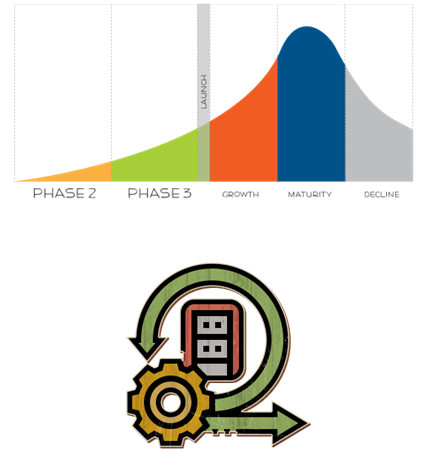 LAUNCH
PHASE 2 PHASE 3 GROWTH MATURITY DECLINE